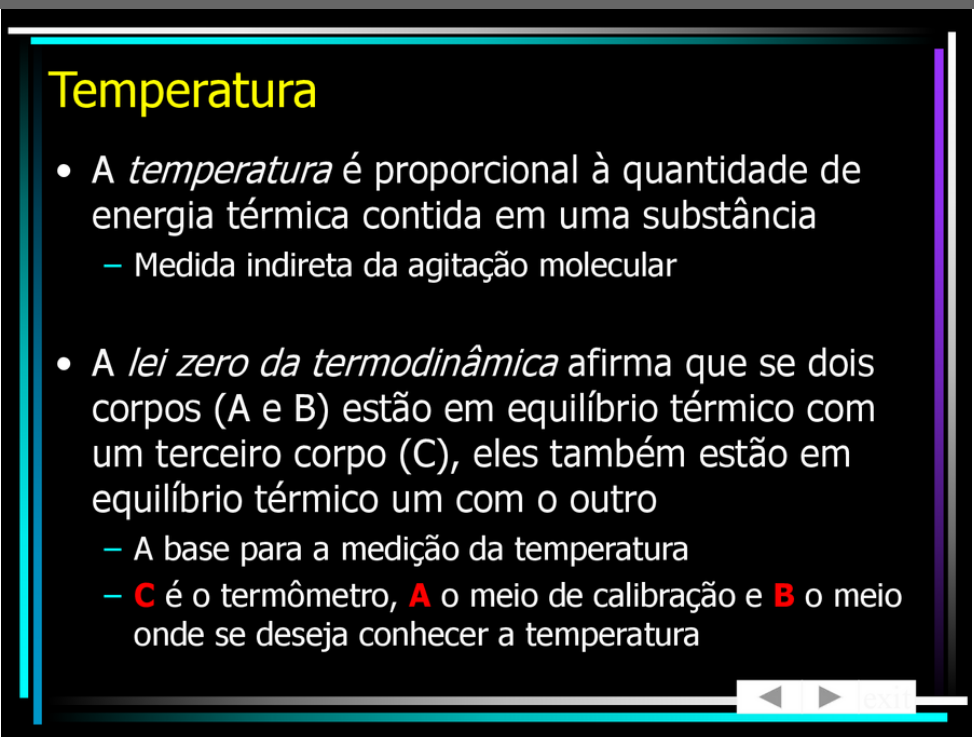 Temperatura
• A temperatura é proporcional à quantidade de
energia térmica contida em uma substância
– Medida indireta da agitação molecular
• A lei zero da termodinâmica afirma que se dois
corpos (A e B) estão em equilíbrio térmico com
um terceiro corpo (C), eles também estão em
equilíbrio térmico um com o outro
– A base para a medição da temperatura
– C é o termômetro, A o meio de calibração e B o meio
onde se deseja conhecer a temperatura
exit